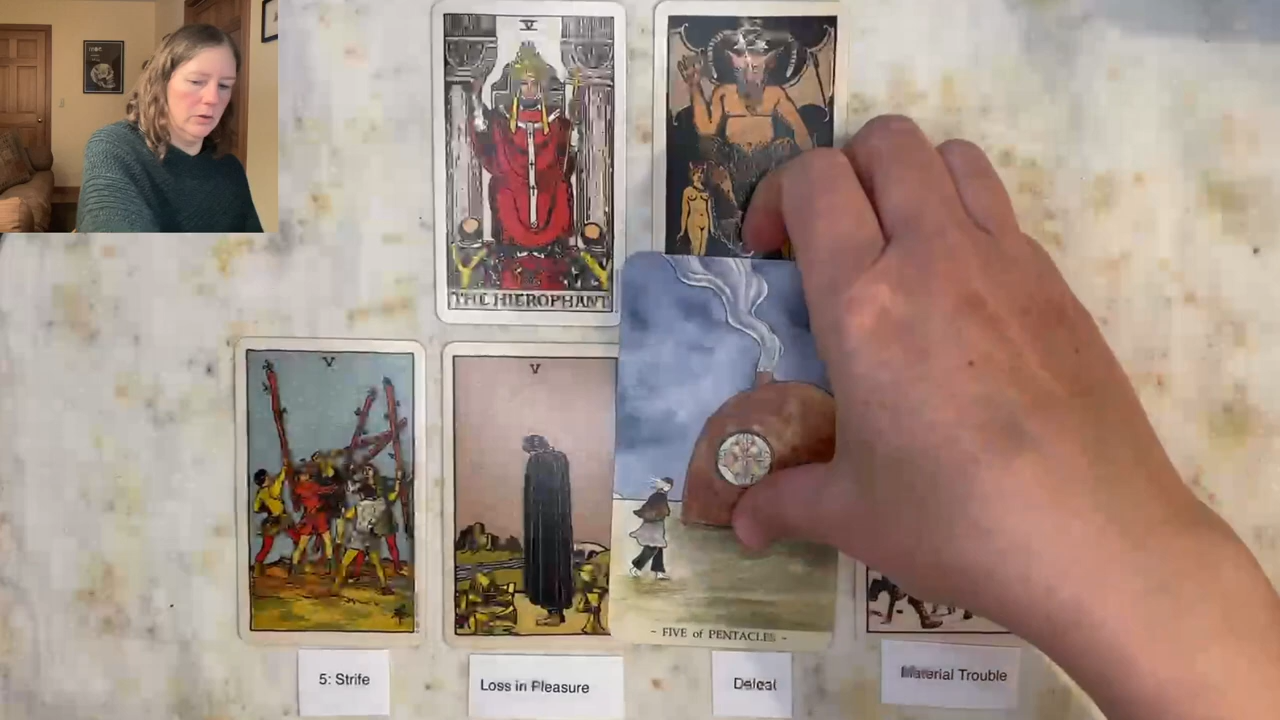 V
THE HIEROPHANT
V
V
- FIVE of PENTACLES -
5: Strife
Loss in Pleasure
Defeat
Material Trouble